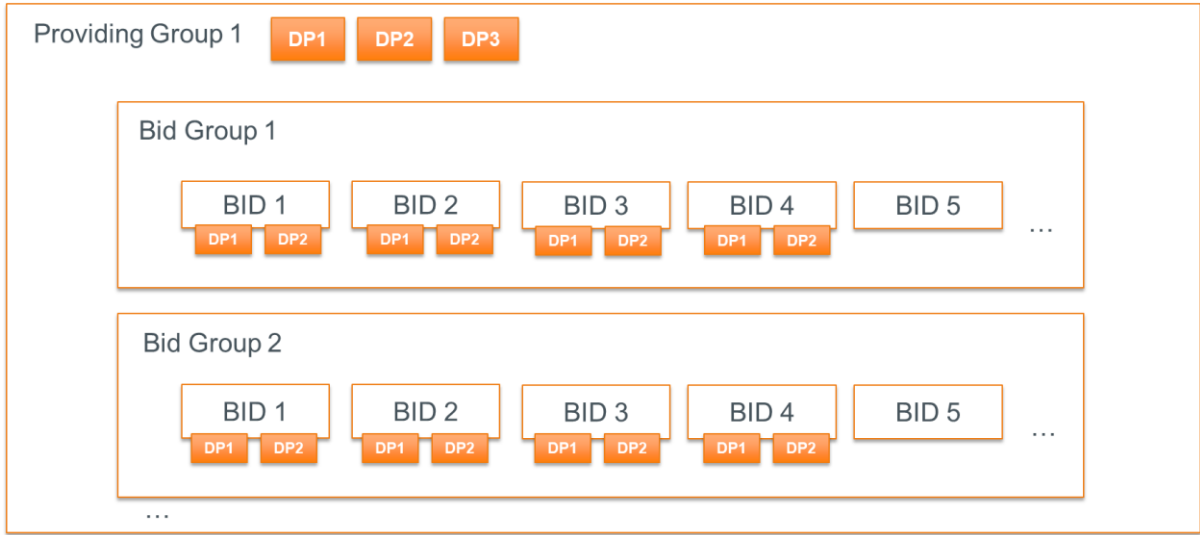 Providing Group 1 DP1 DP2 DP3
Bid Group 1
BID 1 BID 2 BID 3 BID 4 BID 5
DP1 DP2 DP1 DP2 DP1 DP2 DP1 DP2 ...
Bid Group 2
BID 1 BID 2 BID 3 BID 4 BID 5
DP1 DP2 DP1 DP2 DP1 DP2 DP1 DP2 ...
...